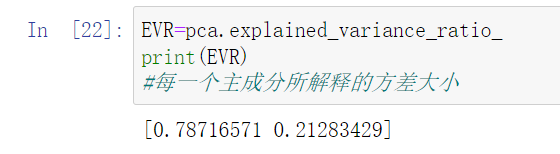 In [22]: EVR=pca.explained_variance_ratio_
print(EVR)
#每一个主成分所解释的方差大小
[0.78716571 0.21283429]